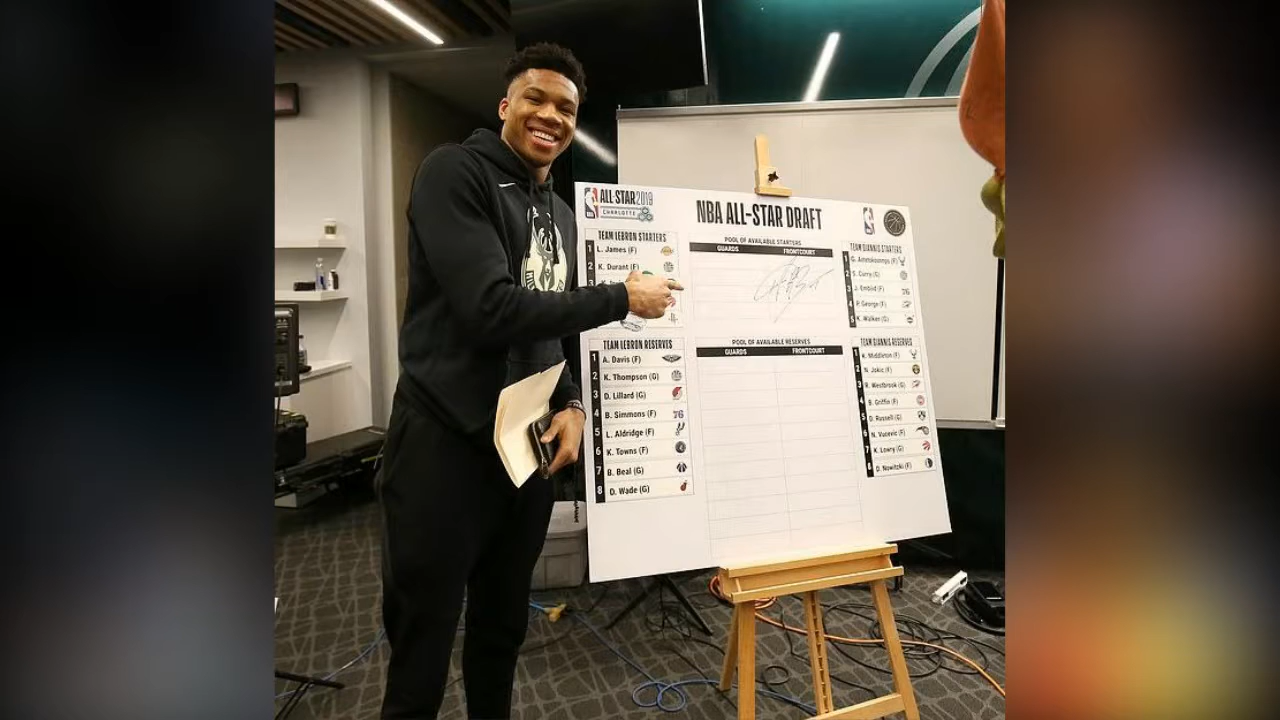 ALL-STAR 2019
CHARLOTTE
NBA ALL-STAR DRAFT
TEAM LEBRON STARTERS
1 L. James (F)
2 K. Durant (F)
POOL OF AVAILABLE STARTERS
GUARDS FRONTCOURT
TEAM GIANNIS STARTERS
1 G. Antetokounmpo (F)
2 S. Curry (G)
3 J. Embiid (F)
4 P. George (F)
5 K. Walker (G)
TEAM LEBRON RESERVES
1 A. Davis (F)
2 K. Thompson (G)
3 D. Lillard (G)
4 B. Simmons (F) 76
5 L. Aldridge (F)
6 K. Towns (F)
7 B. Beal (G)
8 D. Wade (G)
POOL OF AVAILABLE RESERVES
GUARDS FRONTCOURT
TEAM GIANNIS RESERVES
1 K. Middleton (F)
2 N. Jokic (F)
3 R. Westbrook (G)
4 B. Griffin (F)
5 D. Russell (G)
6 N. Vucevic (F)
7 K. Lowry (G)
8 D. Nowitzki (F)